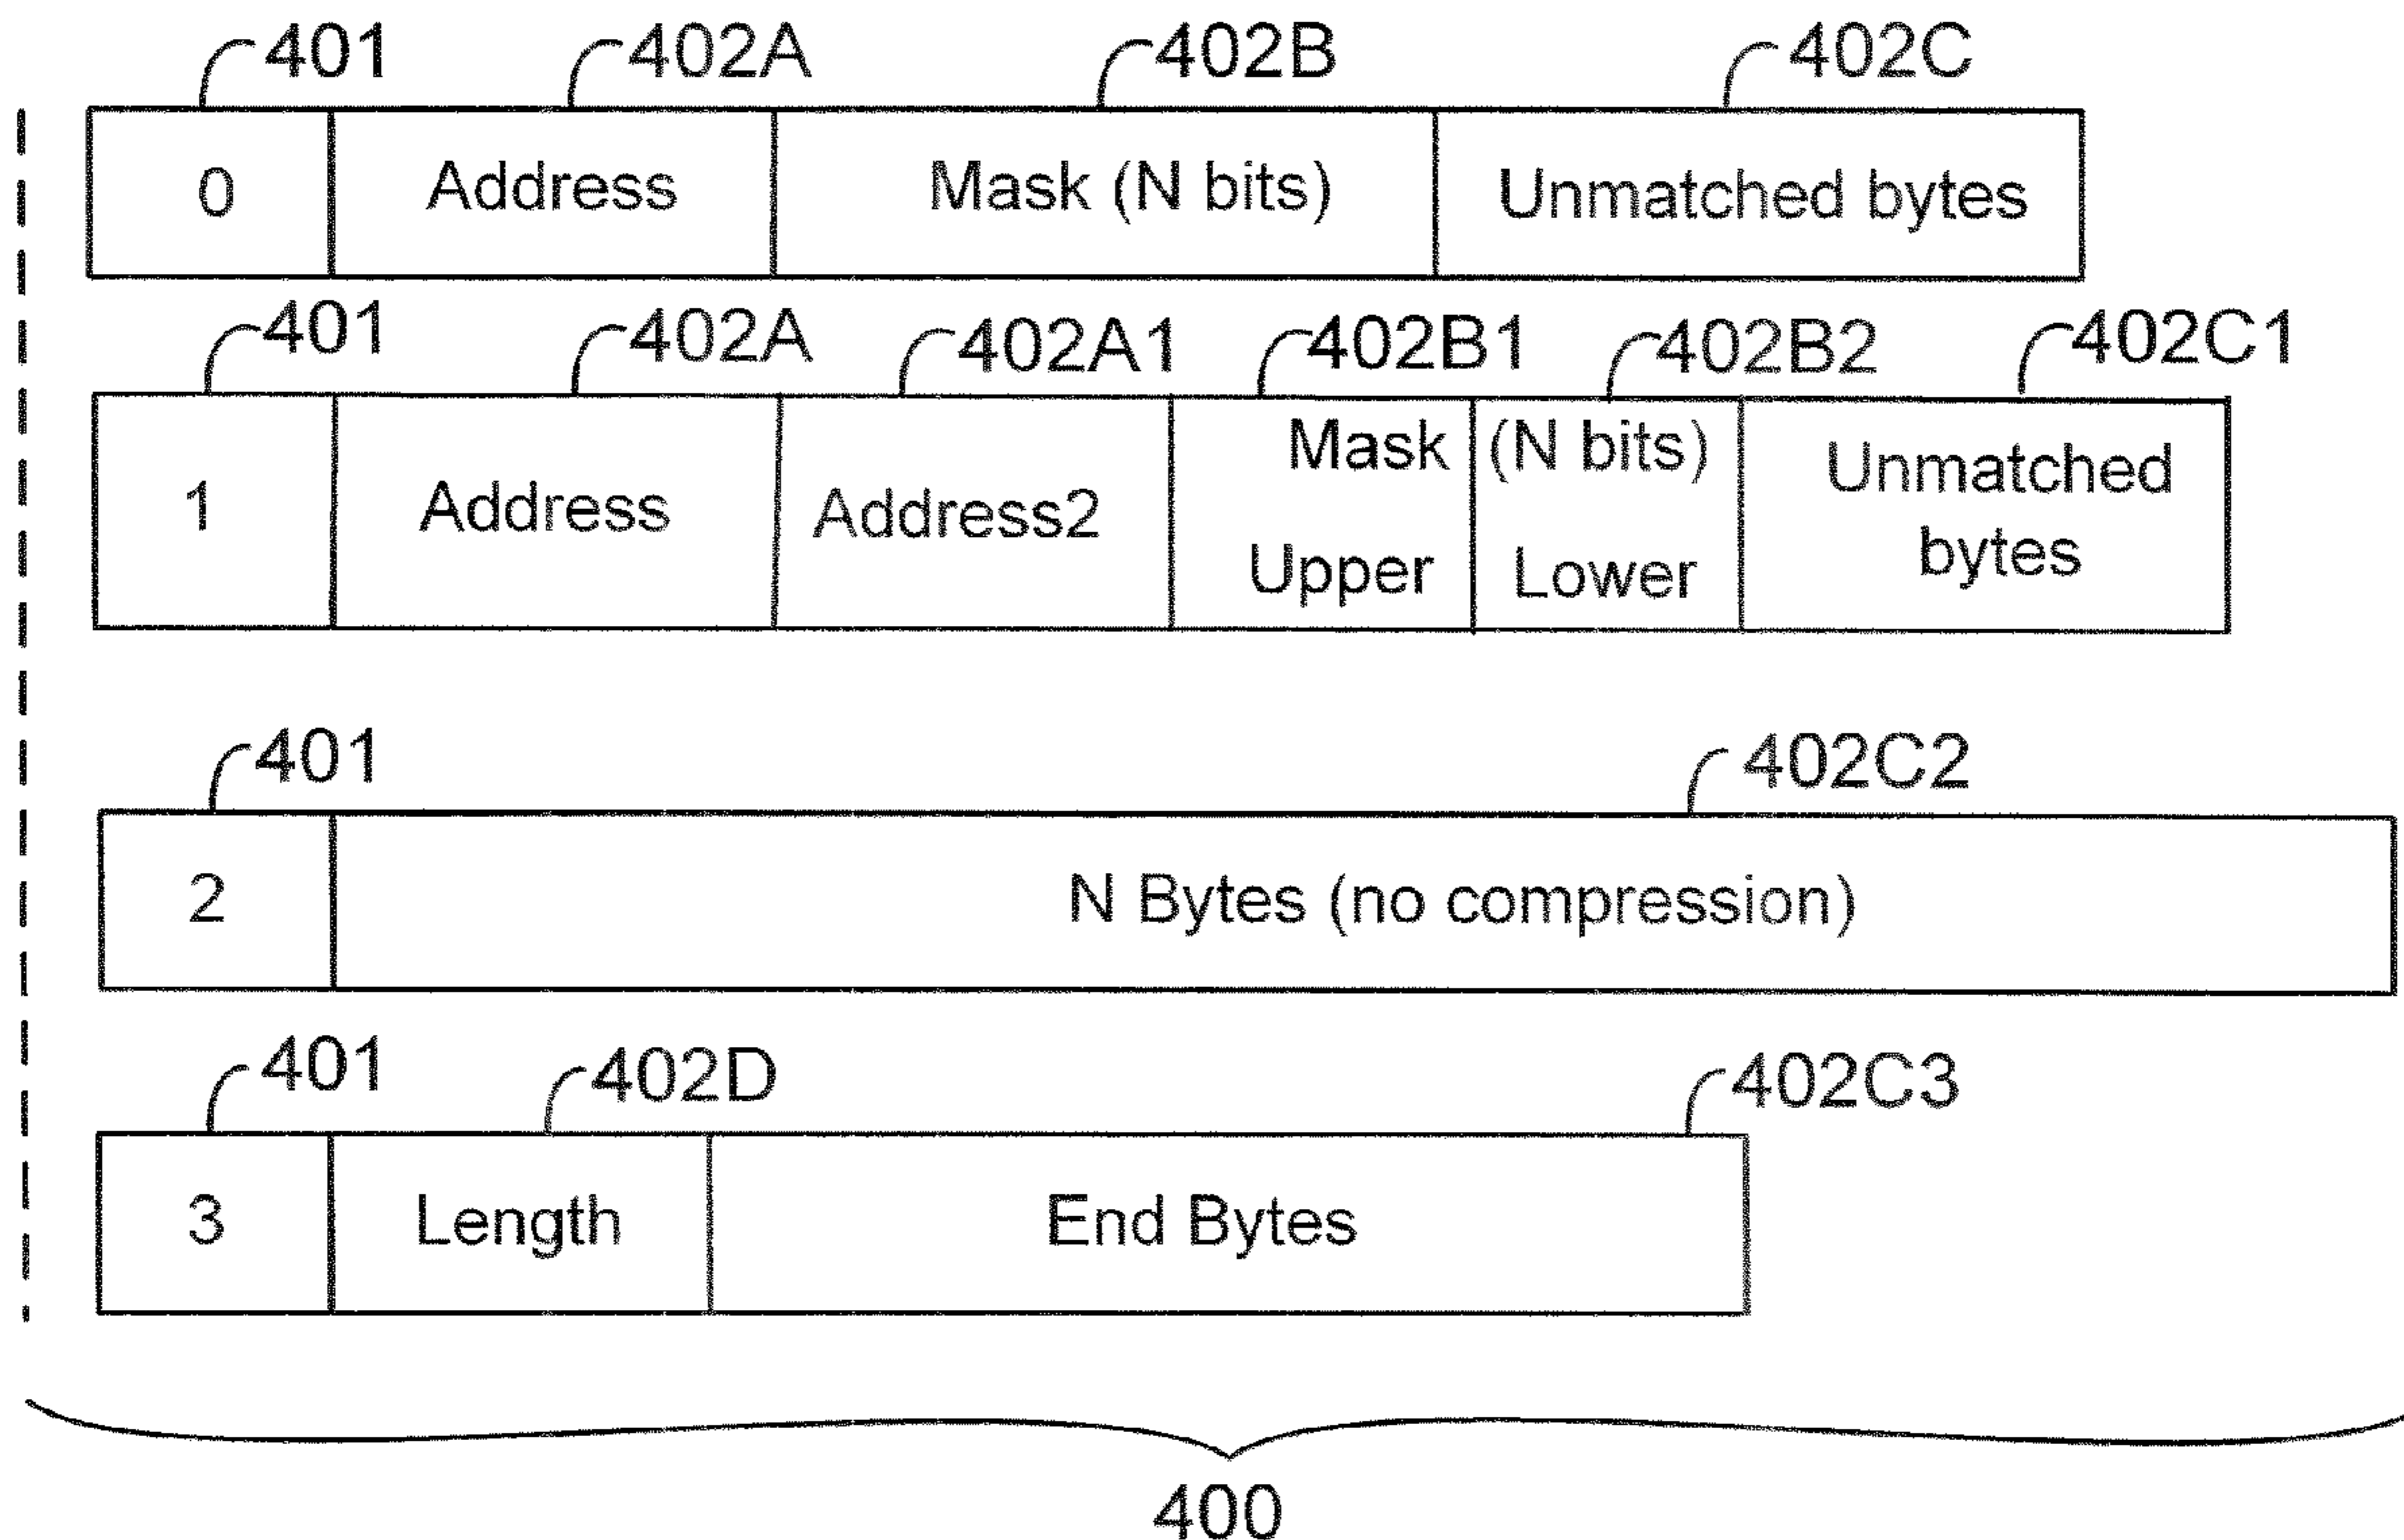 401 402A 402B 402C
0 Address Mask (N bits) Unmatched bytes
401 402A 402A1 402B1 402B2 402C1
1 Address Address2 Mask Upper (N bits) Lower Unmatched bytes
401 402C2
2 N Bytes (no compression)
401 402D 402C3
3 Length End Bytes
400